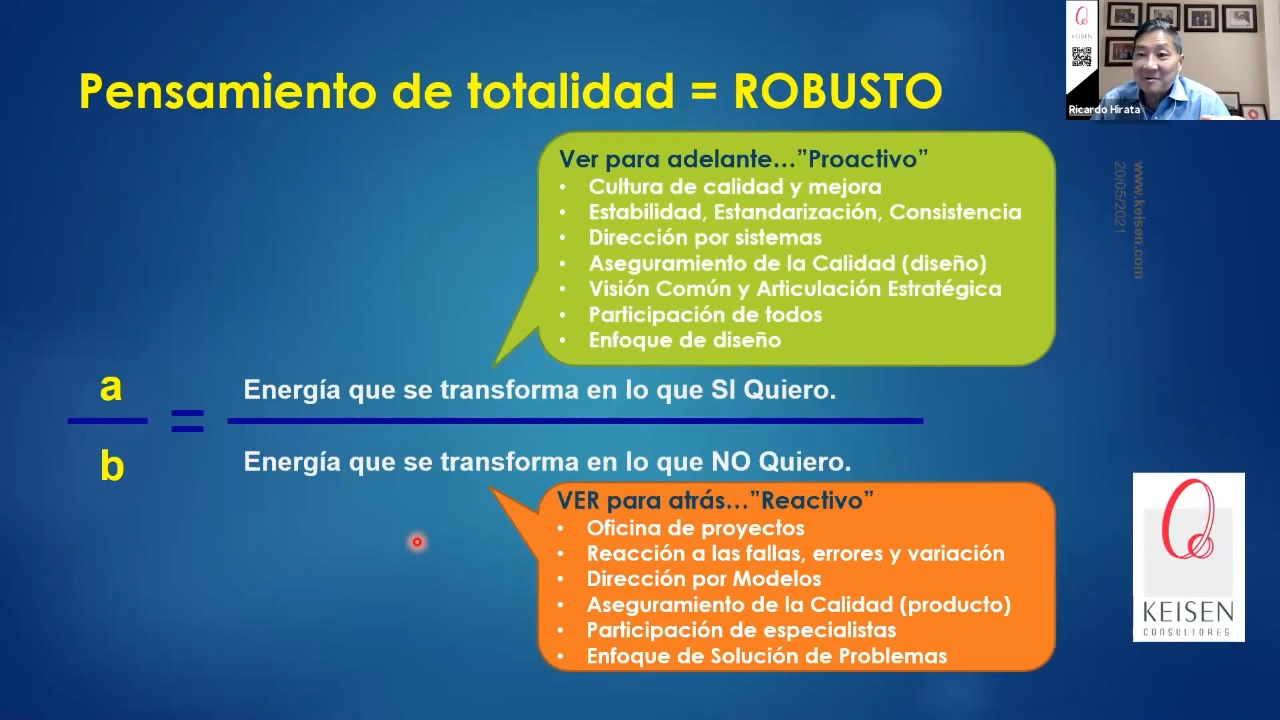 Pensamiento de totalidad = ROBUSTO
KEISEN
Ricardo Hirata
www.keisen.com
20/05/2021
Ver para adelante…”Proactivo”
• Cultura de calidad y mejora
• Estabilidad, Estandarización, Consistencia
• Dirección por sistemas
• Aseguramiento de la Calidad (diseño)
• Visión Común y Articulación Estratégica
• Participación de todos
• Enfoque de diseño
a
=
Energía que se transforma en lo que SI Quiero.
b
Energía que se transforma en lo que NO Quiero.
VER para atrás…”Reactivo”
• Oficina de proyectos
• Reacción a las fallas, errores y variación
• Dirección por Modelos
• Aseguramiento de la Calidad (producto)
• Participación de especialistas
• Enfoque de Solución de Problemas
KEISEN
CONSULTORES